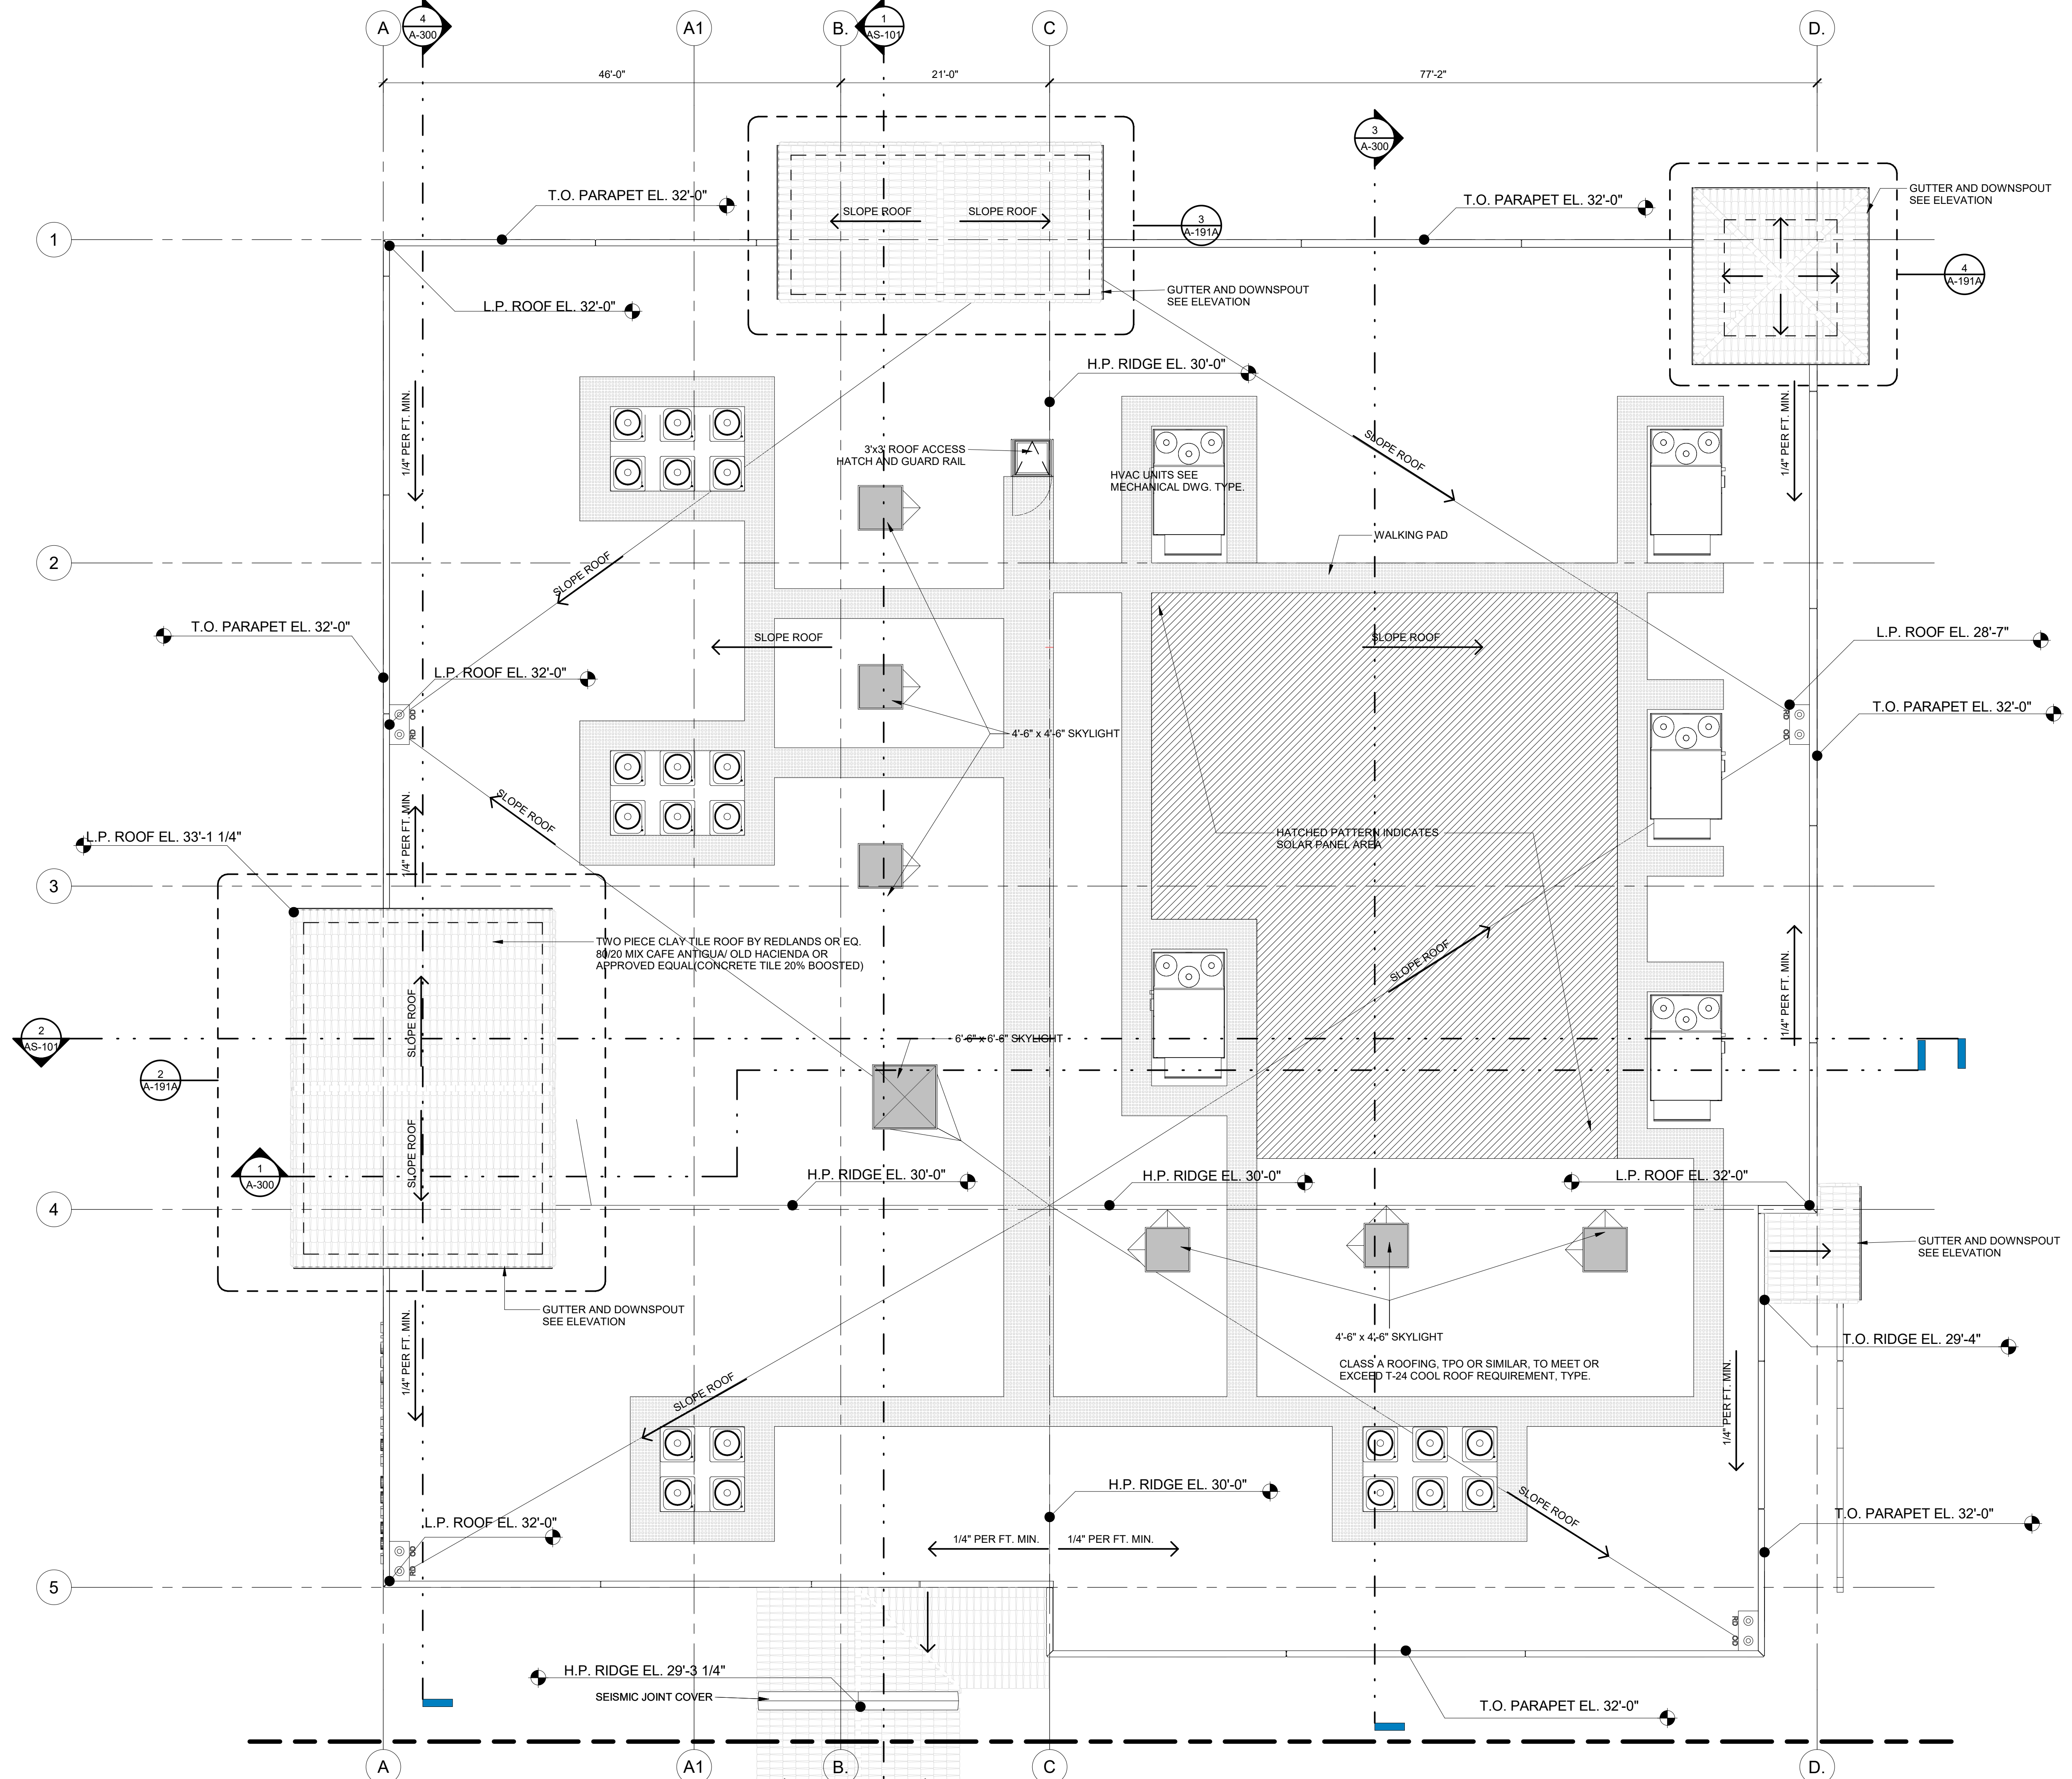 A
4
A-300
A1
B.
1
AS-101
C
D.
46'-0"
21'-0"
77'-2"
3
A-300
T.O. PARAPET EL. 32'-0"
SLOPE ROOF
SLOPE ROOF
3
A-191A
T.O. PARAPET EL. 32'-0"
GUTTER AND DOWNSPOUT
SEE ELEVATION
1
4
A-191A
L.P. ROOF EL. 32'-0"
GUTTER AND DOWNSPOUT
SEE ELEVATION
H.P. RIDGE EL. 30'-0"
1/4" PER FT. MIN.
1/4" PER FT. MIN.
3'x3' ROOF ACCESS
HATCH AND GUARD RAIL
SLOPE ROOF
HVAC UNITS SEE
MECHANICAL DWG. TYPE.
WALKING PAD
2
SLOPE ROOF
T.O. PARAPET EL. 32'-0"
SLOPE ROOF
SLOPE ROOF
L.P. ROOF EL. 28'-7"
L.P. ROOF EL. 32'-0"
OD
RD
RD
OD
T.O. PARAPET EL. 32'-0"
4'-6" x 4'-6" SKYLIGHT
SLOPE ROOF
1/4" PER FT. MIN.
L.P. ROOF EL. 33'-1 1/4"
HATCHED PATTERN INDICATES
SOLAR PANEL AREA
3
TWO PIECE CLAY TILE ROOF BY REDLANDS OR EQ.
80/20 MIX CAFE ANTIGUA/ OLD HACIENDA OR
APPROVED EQUAL(CONCRETE TILE 20% BOOSTED)
SLOPE ROOF
1/4" PER FT. MIN.
SLOPE ROOF
2
AS-101
6'-6" x 6'-6" SKYLIGHT
2
A-191A
SLOPE ROOF
1
A-300
H.P. RIDGE EL. 30'-0"
H.P. RIDGE EL. 30'-0"
L.P. ROOF EL. 32'-0"
4
GUTTER AND DOWNSPOUT
SEE ELEVATION
GUTTER AND DOWNSPOUT
SEE ELEVATION
4'-6" x 4'-6" SKYLIGHT
T.O. RIDGE EL. 29'-4"
1/4" PER FT. MIN.
CLASS A ROOFING, TPO OR SIMILAR, TO MEET OR
EXCEED T-24 COOL ROOF REQUIREMENT, TYPE.
SLOPE ROOF
1/4" PER FT. MIN.
H.P. RIDGE EL. 30'-0"
SLOPE ROOF
T.O. PARAPET EL. 32'-0"
L.P. ROOF EL. 32'-0"
1/4" PER FT. MIN.
1/4" PER FT. MIN.
OD
RD
5
RD
OD
H.P. RIDGE EL. 29'-3 1/4"
SEISMIC JOINT COVER
T.O. PARAPET EL. 32'-0"
A
A1
B.
C
D.